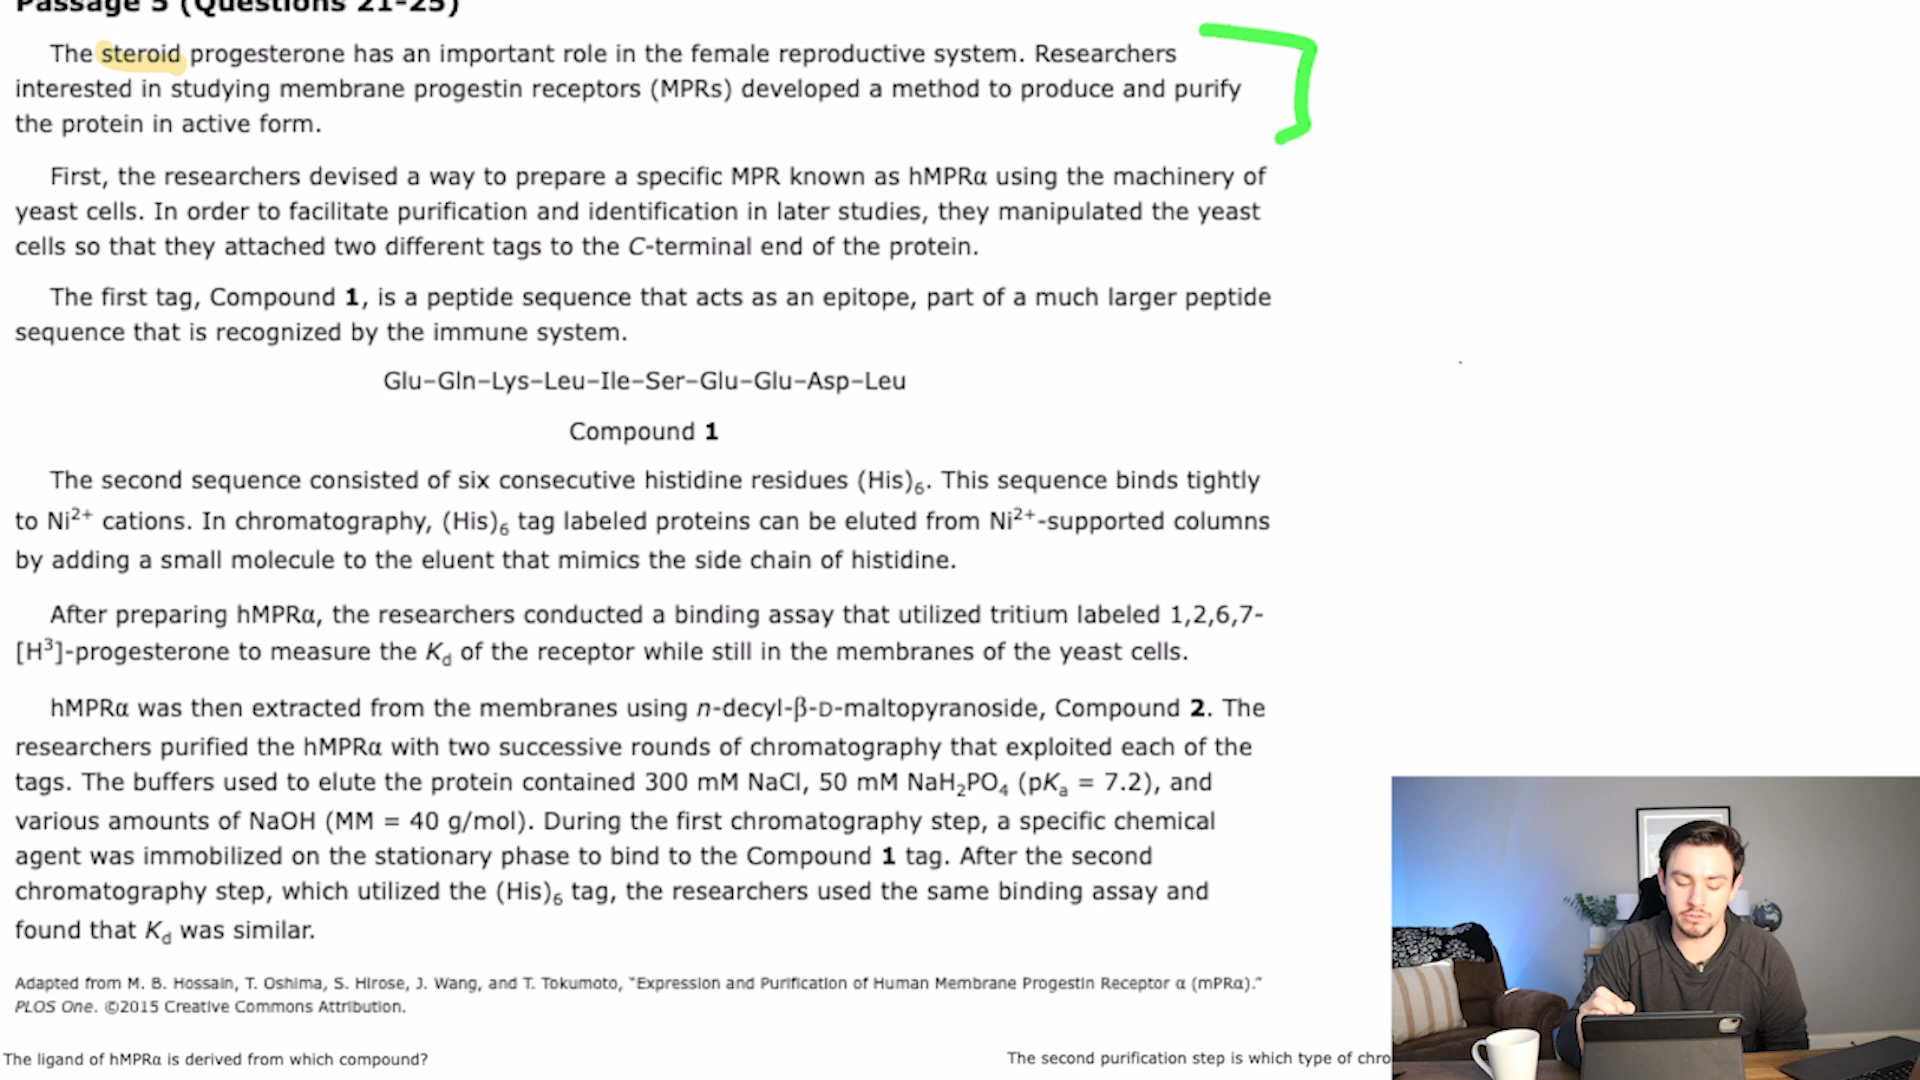 Passage 5 (Questions 21-25)
The steroid progesterone has an important role in the female reproductive system. Researchers
interested in studying membrane progestin receptors (MPRs) developed a method to produce and purify
the protein in active form.
First, the researchers devised a way to prepare a specific MPR known as hMPRα using the machinery of
yeast cells. In order to facilitate purification and identification in later studies, they manipulated the yeast
cells so that they attached two different tags to the C-terminal end of the protein.
The first tag, Compound 1, is a peptide sequence that acts as an epitope, part of a much larger peptide
sequence that is recognized by the immune system.
Glu–Gln–Lys–Leu–Ile–Ser–Glu–Glu–Asp–Leu
Compound 1
The second sequence consisted of six consecutive histidine residues (His)₆. This sequence binds tightly
to Ni²⁺ cations. In chromatography, (His)₆ tag labeled proteins can be eluted from Ni²⁺-supported columns
by adding a small molecule to the eluent that mimics the side chain of histidine.
After preparing hMPRα, the researchers conducted a binding assay that utilized tritium labeled 1,2,6,7-
[H³]-progesterone to measure the Kd of the receptor while still in the membranes of the yeast cells.
hMPRα was then extracted from the membranes using n-decyl-β-D-maltopyranoside, Compound 2. The
researchers purified the hMPRα with two successive rounds of chromatography that exploited each of the
tags. The buffers used to elute the protein contained 300 mM NaCl, 50 mM NaH₂PO₄ (pKa = 7.2), and
various amounts of NaOH (MM = 40 g/mol). During the first chromatography step, a specific chemical
agent was immobilized on the stationary phase to bind to the Compound 1 tag. After the second
chromatography step, which utilized the (His)₆ tag, the researchers used the same binding assay and
found that Kd was similar.
Adapted from M. B. Hossain, T. Oshima, S. Hirose, J. Wang, and T. Tokumoto, "Expression and Purification of Human Membrane Progestin Receptor α (mPRα)."
PLOS One. ©2015 Creative Commons Attribution.
The ligand of hMPRα is derived from which compound?
The second purification step is which type of chro